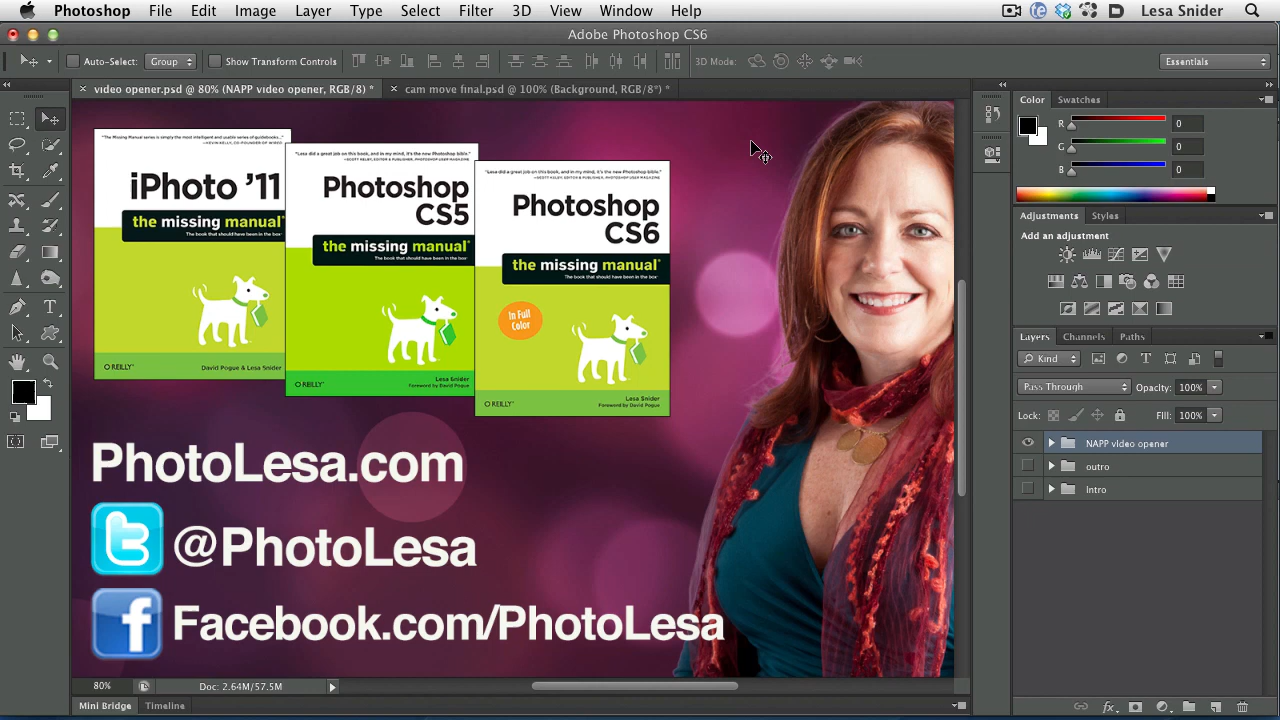 Photoshop File Edit Image Layer Type Select Filter 3D View Window Help Lesa Snider
Adobe Photoshop CS6
Auto-Select: Group Show Transform Controls 3D Mode: Essentials
video opener.psd @ 80% (NAPP video opener, RGB/8) * cam move final.psd @ 100% (Background, RGB/8*) *
Color Swatches
0
0
Adjustments Styles
Add an adjustment
Layers Channels Paths
Kind
Pass Through 100%
Lock: Fill: 100%
NAPP video opener
outro
Intro
"The Missing Manual series is simply the most intelligent and usable series of guidebooks..."
—KEVIN KELLY, CO-FOUNDER OF WIRED
iPhoto ’11
the missing manual®
The book that should have been in the box®
O'REILLY® David Pogue & Lesa Snider
"Lesa did a great job on this book, and in my mind, it's the new Photoshop bible."
—SCOTT KELBY, EDITOR & PUBLISHER, PHOTOSHOP USER MAGAZINE
Photoshop
CS5
the missing manual®
The book that should have been in the box®
O'REILLY® Lesa Snider
Foreword by David Pogue
"Lesa did a great job on this book, and in my mind, it's the new Photoshop bible."
—SCOTT KELBY, EDITOR & PUBLISHER, PHOTOSHOP USER MAGAZINE
Photoshop
CS6
the missing manual®
The book that should have been in the box®
In Full
Color
O'REILLY® Lesa Snider
Foreword by David Pogue
PhotoLesa.com
@PhotoLesa
Facebook.com/PhotoLesa
80% Doc: 2.64M/57.5M
Mini Bridge Timeline